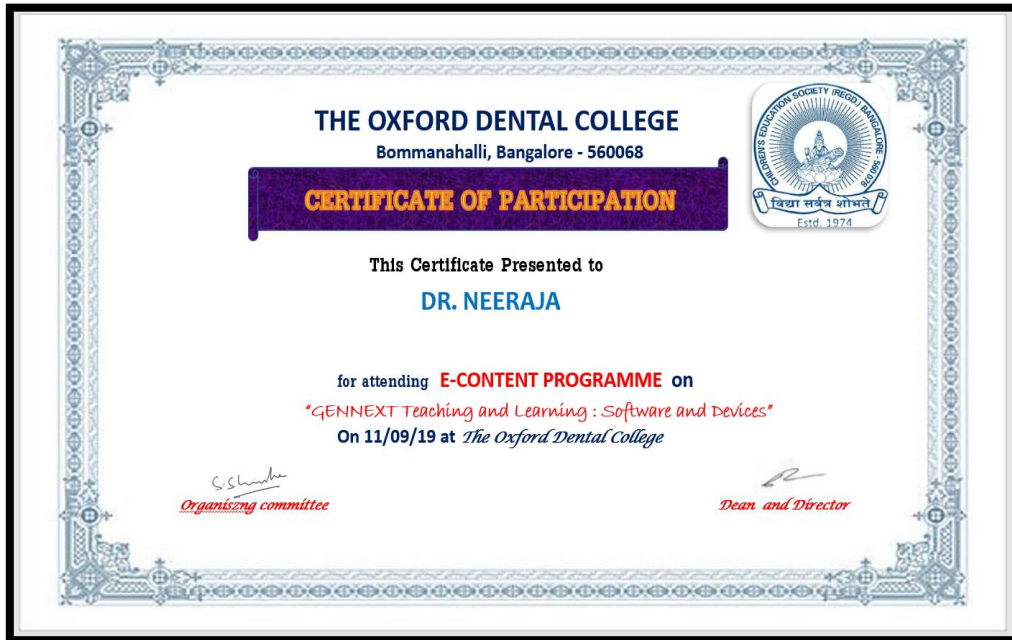 THE OXFORD DENTAL COLLEGE
Bommanahalli, Bangalore - 560068
CHILDREN'S EDUCATION SOCIETY (REGD.) BANGALORE - 560 078
विद्या सर्वत्र शोभते
Estd. 1974
CERTIFICATE OF PARTICIPATION
This Certificate Presented to
DR. NEERAJA
for attending E-CONTENT PROGRAMME on
"GENNEXT Teaching and Learning : Software and Devices"
On 11/09/19 at The Oxford Dental College
Organiszng committee
Dean and Director